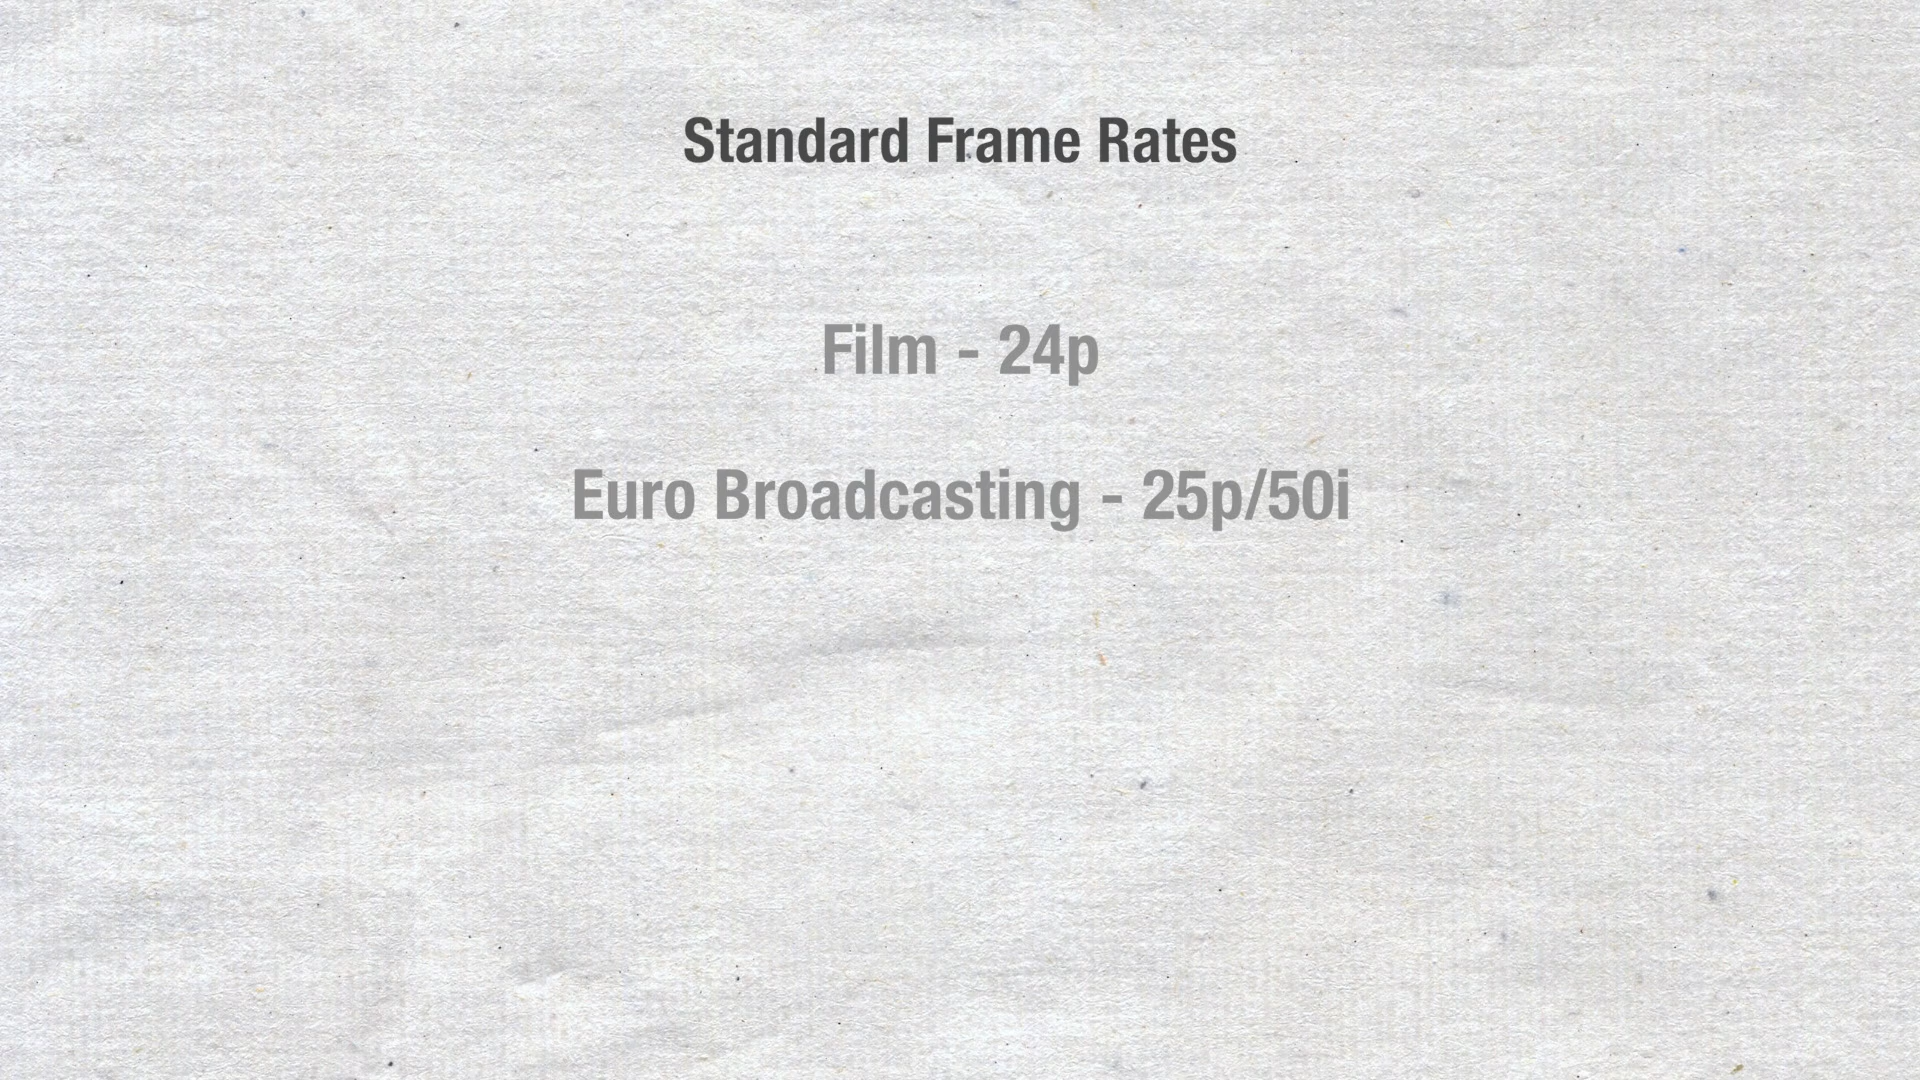 Standard Frame Rates
Film - 24p
Euro Broadcasting - 25p/50i